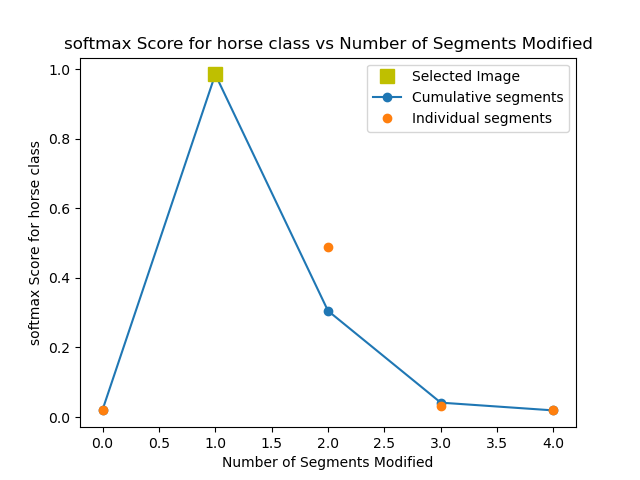 softmax Score for horse class vs Number of Segments Modified
Selected Image
Cumulative segments
Individual segments
softmax Score for horse class
1.0
0.8
0.6
0.4
0.2
0.0
0.0 0.5 1.0 1.5 2.0 2.5 3.0 3.5 4.0
Number of Segments Modified